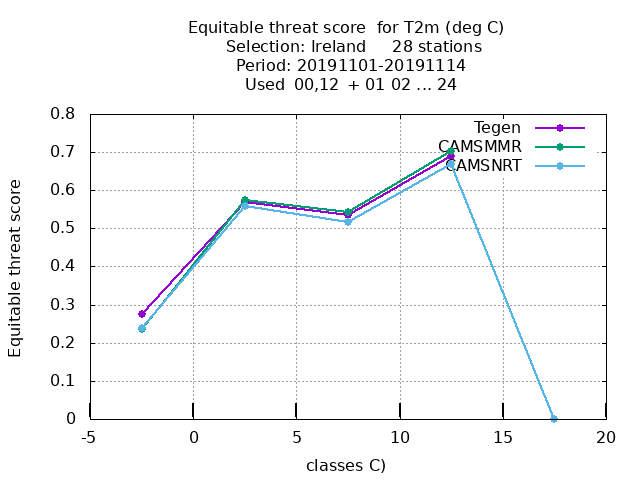 Equitable threat score for T2m (deg C)
Selection: Ireland 28 stations
Period: 20191101-20191114
Used 00,12 + 01 02 ... 24
Equitable threat score
0.8
0.7
0.6
0.5
0.4
0.3
0.2
0.1
0
Tegen
CAMSMMR
CAMSNRT
-5
0
5
10
15
20
classes C)